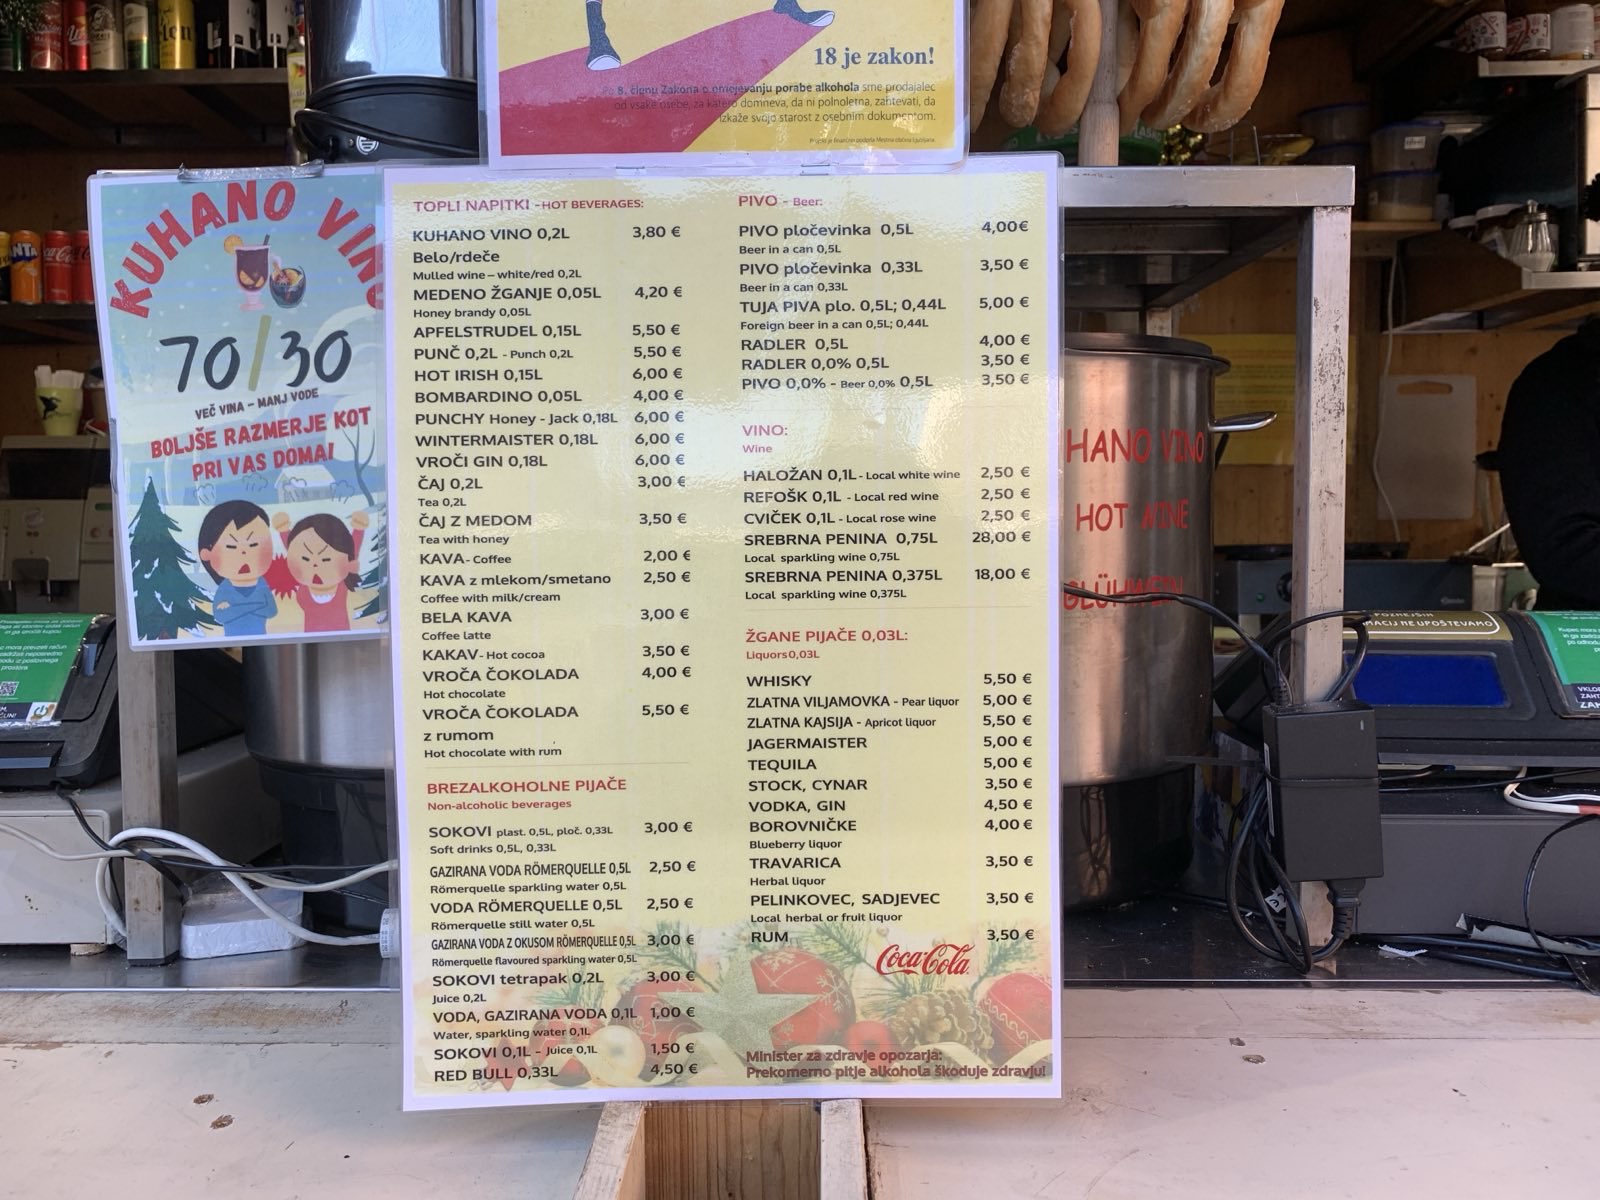 18 je zakon!
Po 8. členu Zakona o omejevanju porabe alkohola sme prodajalec
od vsake osebe, za katero domneva, da ni polnoletna, zahtevati, da
izkaže svojo starost z osebnim dokumentom.
KUHANO VINO
70/30
VEČ VINA – MANJ VODE
BOLJŠE RAZMERJE KOT
PRI VAS DOMA!
TOPLI NAPITKI - HOT BEVERAGES:
KUHANO VINO 0,2L 3,80 €
Belo/rdeče
Mulled wine – white/red 0,2L
MEDENO ŽGANJE 0,05L 4,20 €
Honey brandy 0,05L
APFELSTRUDEL 0,15L 5,50 €
PUNČ 0,2L - Punch 0,2L 5,50 €
HOT IRISH 0,15L 6,00 €
BOMBARDINO 0,05L 4,00 €
PUNCHY Honey - Jack 0,18L 6,00 €
WINTERMAISTER 0,18L 6,00 €
VROČI GIN 0,18L 6,00 €
ČAJ 0,2L 3,00 €
Tea 0,2L
ČAJ Z MEDOM 3,50 €
Tea with honey
KAVA - Coffee 2,00 €
KAVA z mlekom/smetano 2,50 €
Coffee with milk/cream
BELA KAVA 3,00 €
Coffee latte
KAKAV - Hot cocoa 3,50 €
VROČA ČOKOLADA 4,00 €
Hot chocolate
VROČA ČOKOLADA 5,50 €
z rumom
Hot chocolate with rum
BREZALKOHOLNE PIJAČE
Non-alcoholic beverages
SOKOVI plast. 0,5L, ploč. 0,33L 3,00 €
Soft drinks 0,5L, 0,33L
GAZIRANA VODA RÖMERQUELLE 0,5L 2,50 €
Römerquelle sparkling water 0,5L
VODA RÖMERQUELLE 0,5L 2,50 €
Römerquelle still water 0,5L
GAZIRANA VODA Z OKUSOM RÖMERQUELLE 0,5L 3,00 €
Römerquelle flavoured sparkling water 0,5L
SOKOVI tetrapak 0,2L 3,00 €
Juice 0,2L
VODA, GAZIRANA VODA 0,1L 1,00 €
Water, sparkling water 0,1L
SOKOVI 0,1L - Juice 0,1L 1,50 €
RED BULL 0,33L 4,50 €
PIVO - Beer:
PIVO pločevinka 0,5L 4,00€
Beer in a can 0,5L
PIVO pločevinka 0,33L 3,50 €
Beer in a can 0,33L
TUJA PIVA plo. 0,5L; 0,44L 5,00 €
Foreign beer in a can 0,5L; 0,44L
RADLER 0,5L 4,00 €
RADLER 0,0% 0,5L 3,50 €
PIVO 0,0% - Beer 0,0% 0,5L 3,50 €
VINO:
Wine
HALOŽAN 0,1L - Local white wine 2,50 €
REFOŠK 0,1L - Local red wine 2,50 €
CVIČEK 0,1L - Local rose wine 2,50 €
SREBRNA PENINA 0,75L 28,00 €
Local sparkling wine 0,75L
SREBRNA PENINA 0,375L 18,00 €
Local sparkling wine 0,375L
ŽGANE PIJAČE 0,03L:
Liquors0,03L
WHISKY 5,50 €
ZLATNA VILJAMOVKA - Pear liquor 5,00 €
ZLATNA KAJSIJA - Apricot liquor 5,50 €
JAGERMAISTER 5,00 €
TEQUILA 5,00 €
STOCK, CYNAR 3,50 €
VODKA, GIN 4,50 €
BOROVNIČKE 4,00 €
Blueberry liquor
TRAVARICA 3,50 €
Herbal liquor
PELINKOVEC, SADJEVEC 3,50 €
Local herbal or fruit liquor
RUM 3,50 €
Coca-Cola
Minister za zdravje opozarja:
Prekomerno pitje alkohola škoduje zdravju!
HANO VINO
HOT WINE
GLÜHWEIN